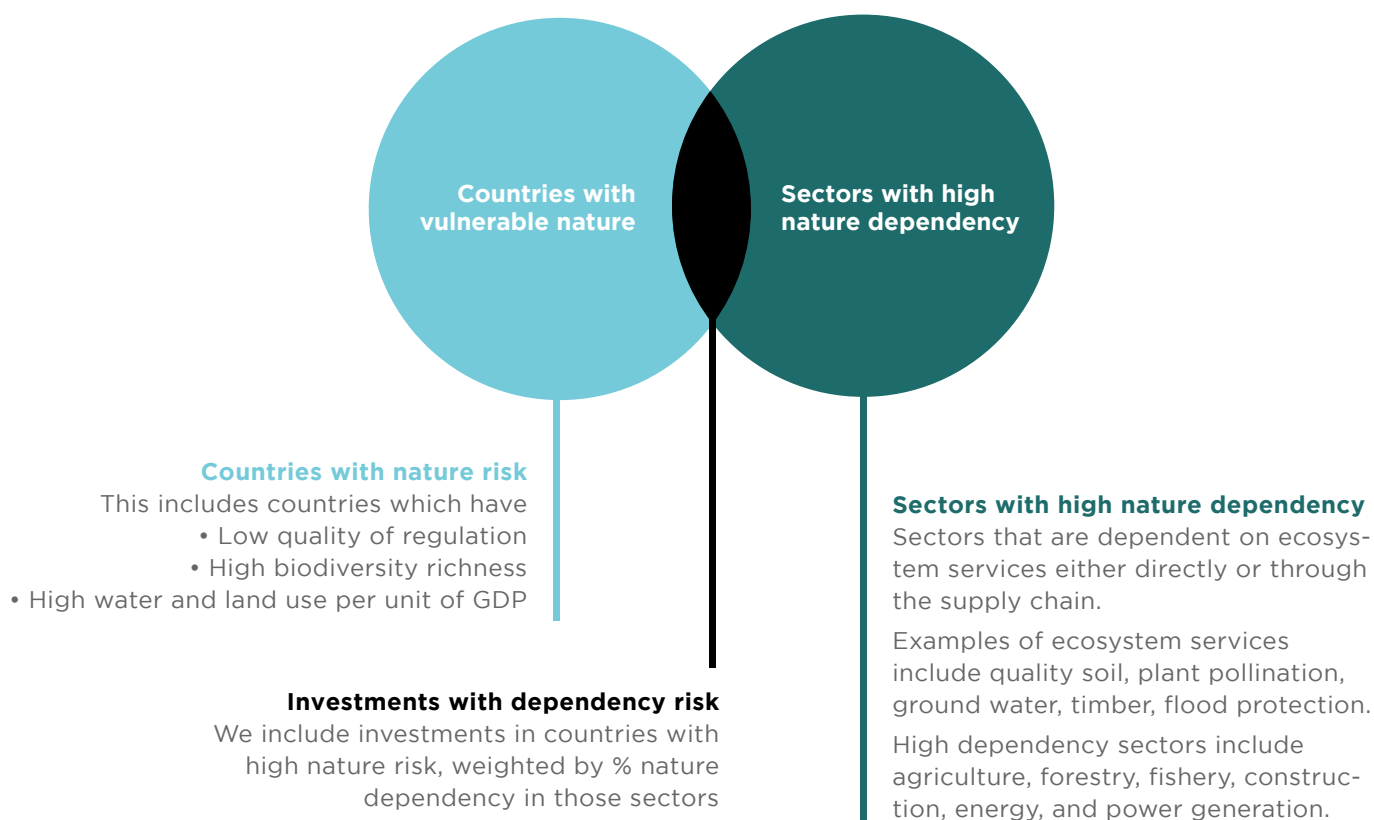 Countries with
vulnerable nature
Sectors with high
nature dependency
Countries with nature risk
This includes countries which have
• Low quality of regulation
• High biodiversity richness
• High water and land use per unit of GDP
Investments with dependency risk
We include investments in countries with
high nature risk, weighted by % nature
dependency in those sectors
Sectors with high nature dependency
Sectors that are dependent on ecosys-
tem services either directly or through
the supply chain.
Examples of ecosystem services
include quality soil, plant pollination,
ground water, timber, flood protection.
High dependency sectors include
agriculture, forestry, fishery, construc-
tion, energy, and power generation.